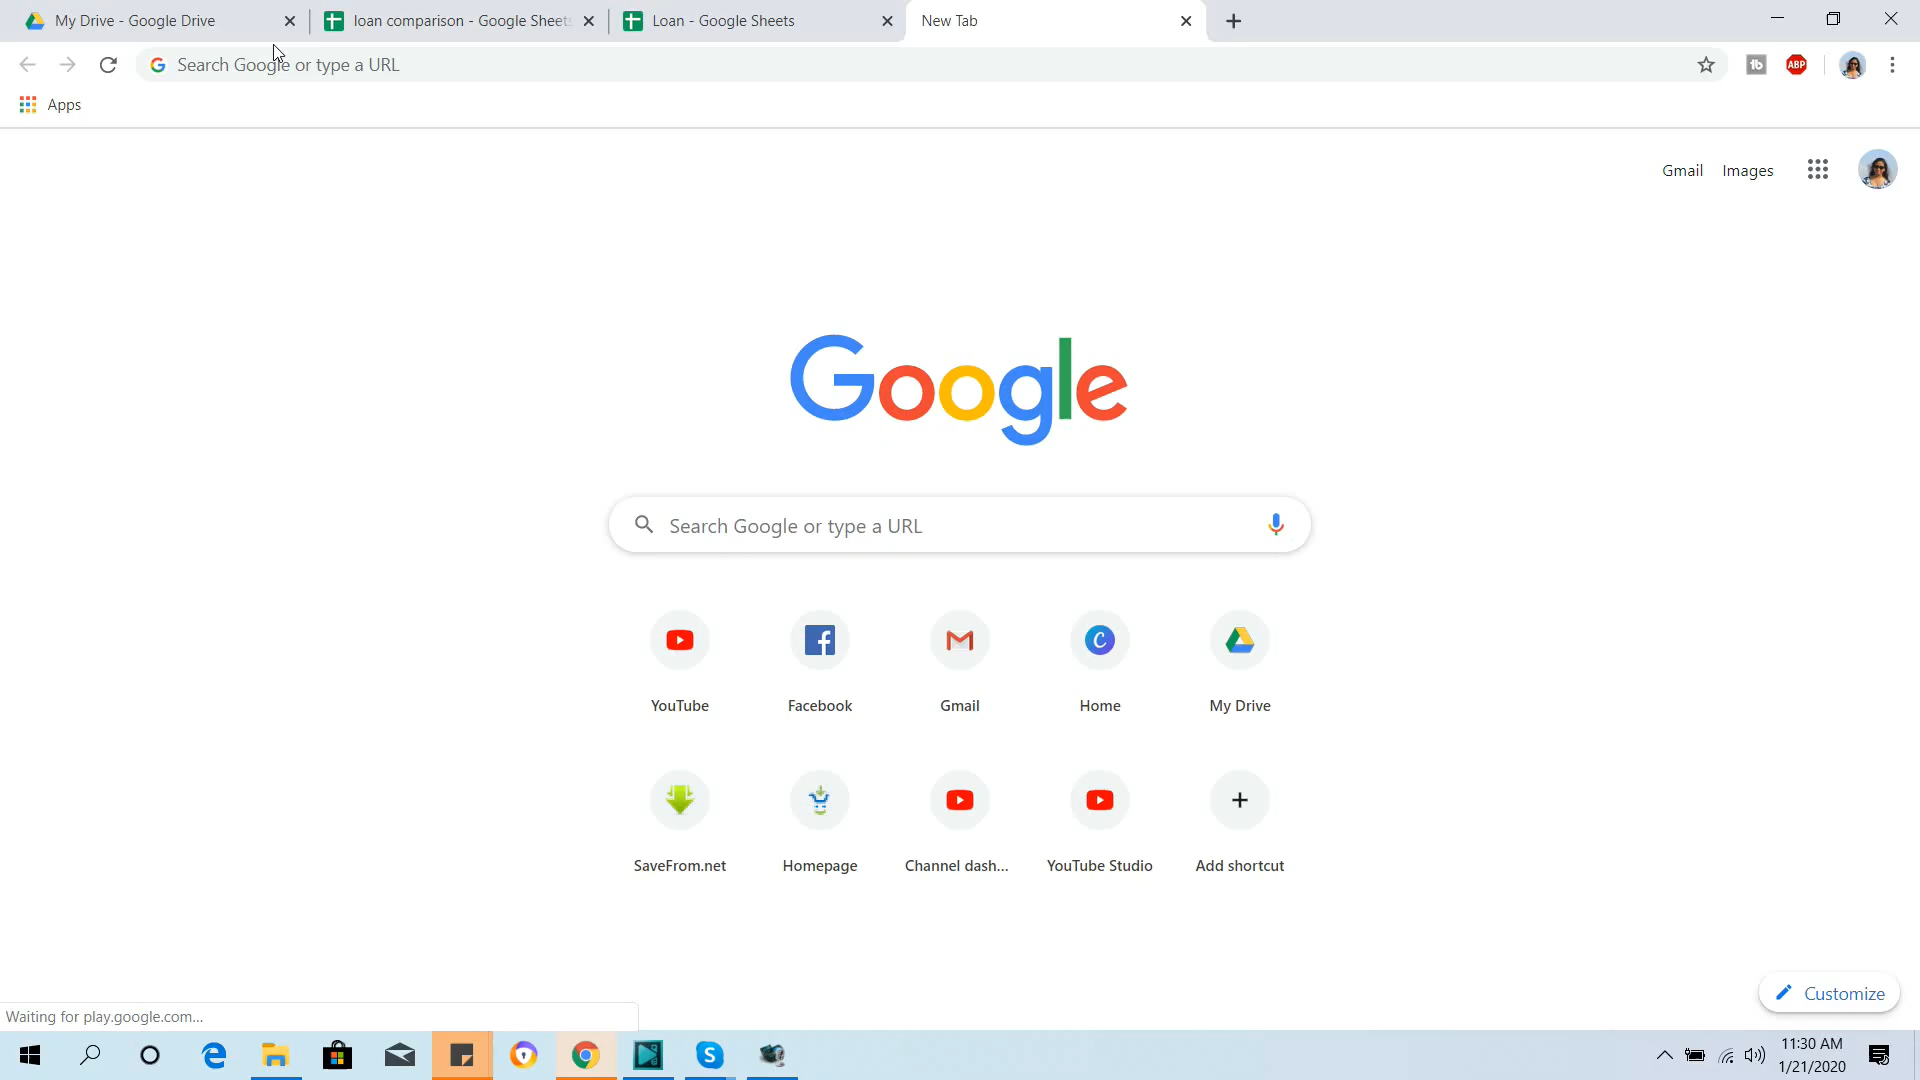 My Drive - Google Drive
loan comparison - Google Sheets
Loan - Google Sheets
New Tab
Search Google or type a URL
ABP
Apps
Gmail
Images
Google
Search Google or type a URL
YouTube
Facebook
Gmail
Home
My Drive
SaveFrom.net
Homepage
Channel dash...
YouTube Studio
Add shortcut
Customize
Waiting for play.google.com...
11:30 AM
1/21/2020